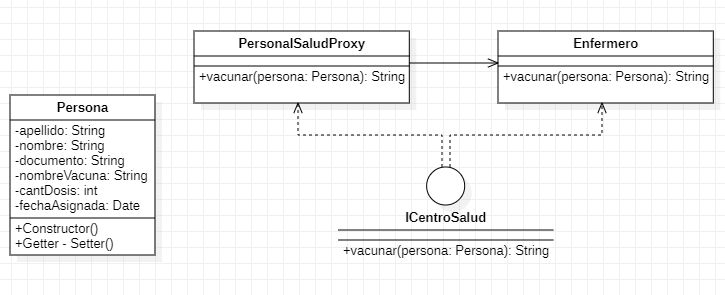 PersonalSaludProxy
+vacunar(persona: Persona): String
Enfermero
+vacunar(persona: Persona): String
Persona
-apellido: String
-nombre: String
-documento: String
-nombreVacuna: String
-cantDosis: int
-fechaAsignada: Date
+Constructor()
+Getter - Setter()
ICentroSalud
+vacunar(persona: Persona): String